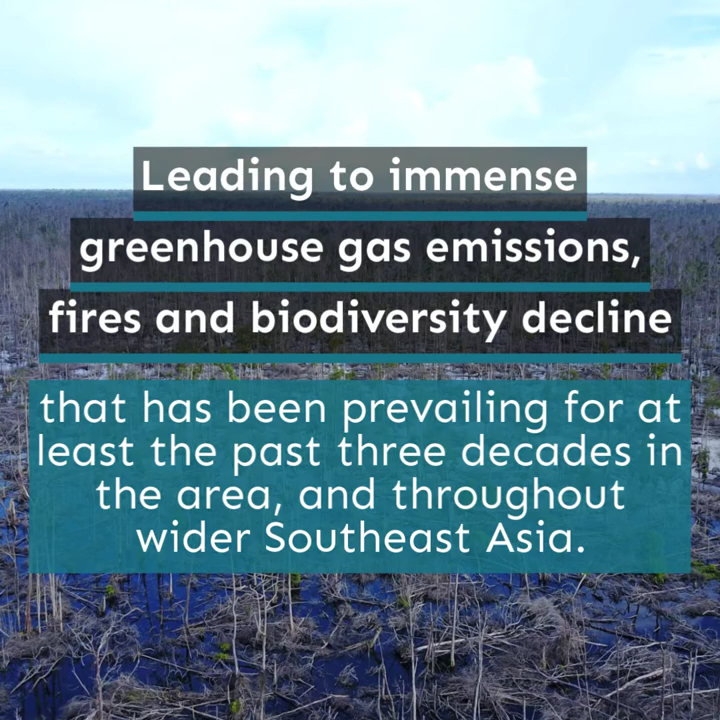 Leading to immense
greenhouse gas emissions,
fires and biodiversity decline
that has been prevailing for at
least the past three decades in
the area, and throughout
wider Southeast Asia.